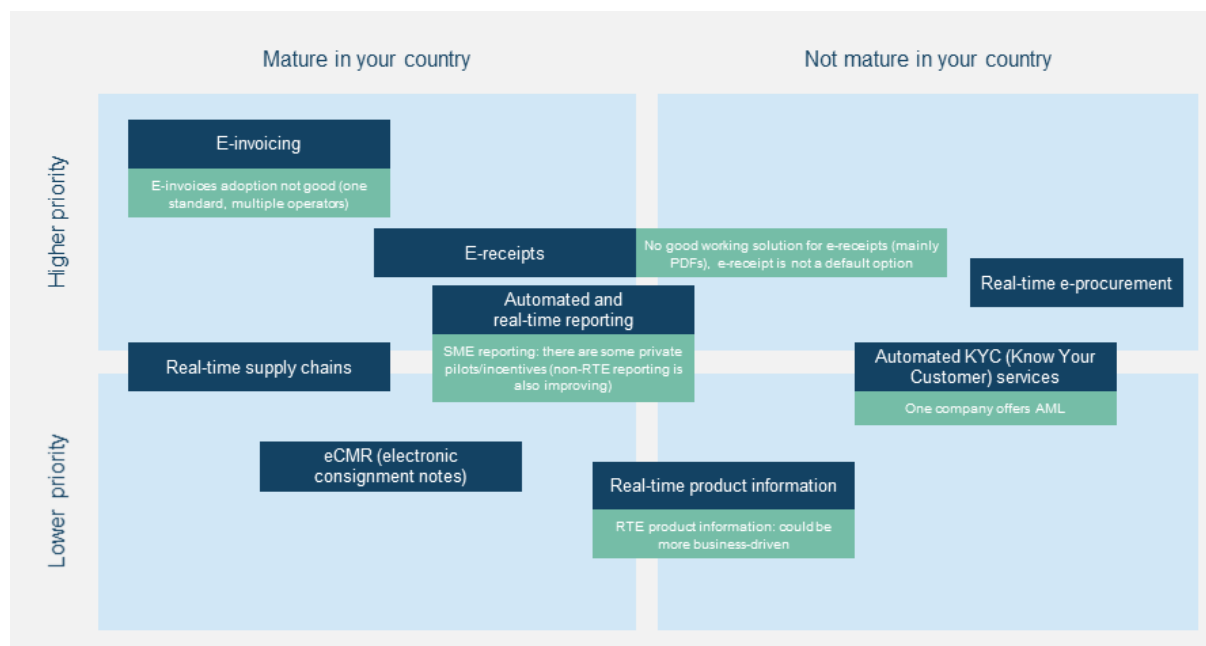 Mature in your country
Not mature in your country
Higher priority
E-invoicing
E-invoices adoption not good (one
standard, multiple operators)
E-receipts
No good working solution for e-receipts (mainly
PDFs), e-receipt is not a default option
Real-time e-procurement
Automated and
real-time reporting
SME reporting: there are some private
pilots/incentives (non-RTE reporting is
also improving)
Real-time supply chains
Automated KYC (Know Your
Customer) services
One company offers AML
Lower priority
eCMR (electronic
consignment notes)
Real-time product information
RTE product information: could be
more business-driven